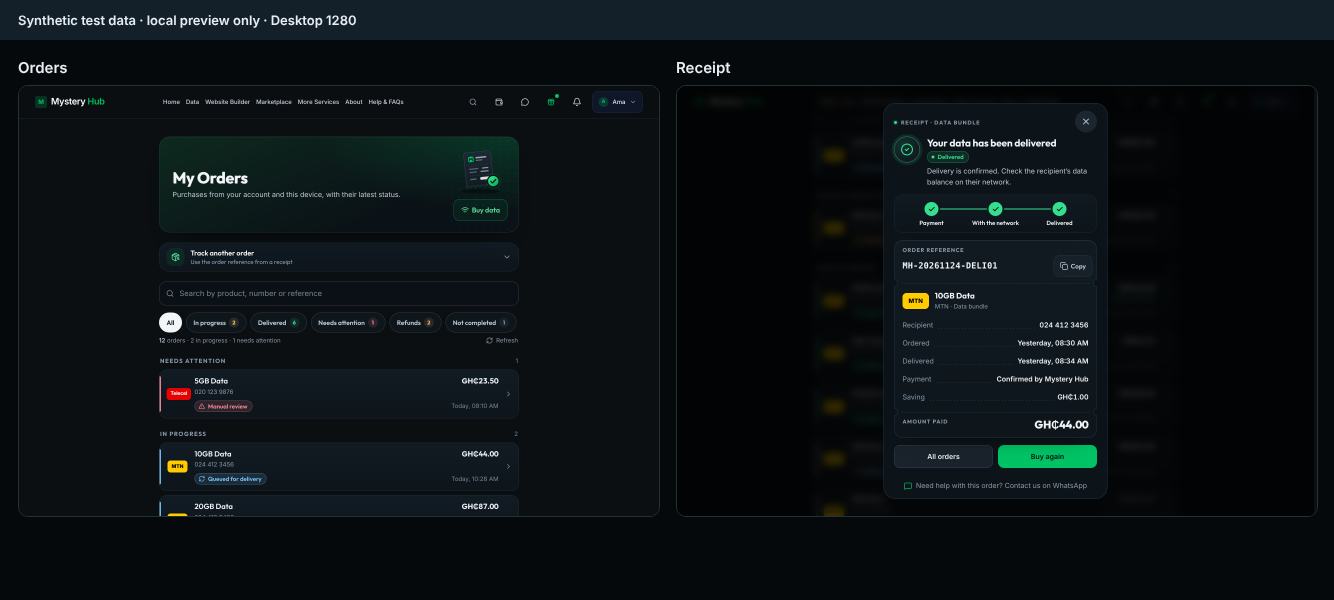 Synthetic test data · local preview only · Desktop 1280
Orders
M Mystery Hub
Home Data Website Builder Marketplace More Services About Help & FAQs
A Ama
My Orders
Purchases from your account and this device, with their latest status.
Buy data
Track another order
Use the order reference from a receipt
Search by product, number or reference
All
In progress 2
Delivered 6
Needs attention 1
Refunds 2
Not completed 1
12 orders · 2 in progress · 1 needs attention
Refresh
NEEDS ATTENTION 1
Telecel
5GB Data GH₵23.50
020 123 9876
Manual review
Today, 08:10 AM
IN PROGRESS 2
MTN
10GB Data GH₵44.00
024 412 3456
Queued for delivery
Today, 10:26 AM
20GB Data GH₵87.00
Receipt
RECEIPT · DATA BUNDLE
Your data has been delivered
Delivered
Delivery is confirmed. Check the recipient's data
balance on their network.
Payment With the network Delivered
ORDER REFERENCE
MH-20261124-DELI01
Copy
MTN
10GB Data
MTN · Data bundle
Recipient 024 412 3456
Ordered Yesterday, 08:30 AM
Delivered Yesterday, 08:34 AM
Payment Confirmed by Mystery Hub
Saving GH₵1.00
AMOUNT PAID GH₵44.00
All orders
Buy again
Need help with this order? Contact us on WhatsApp